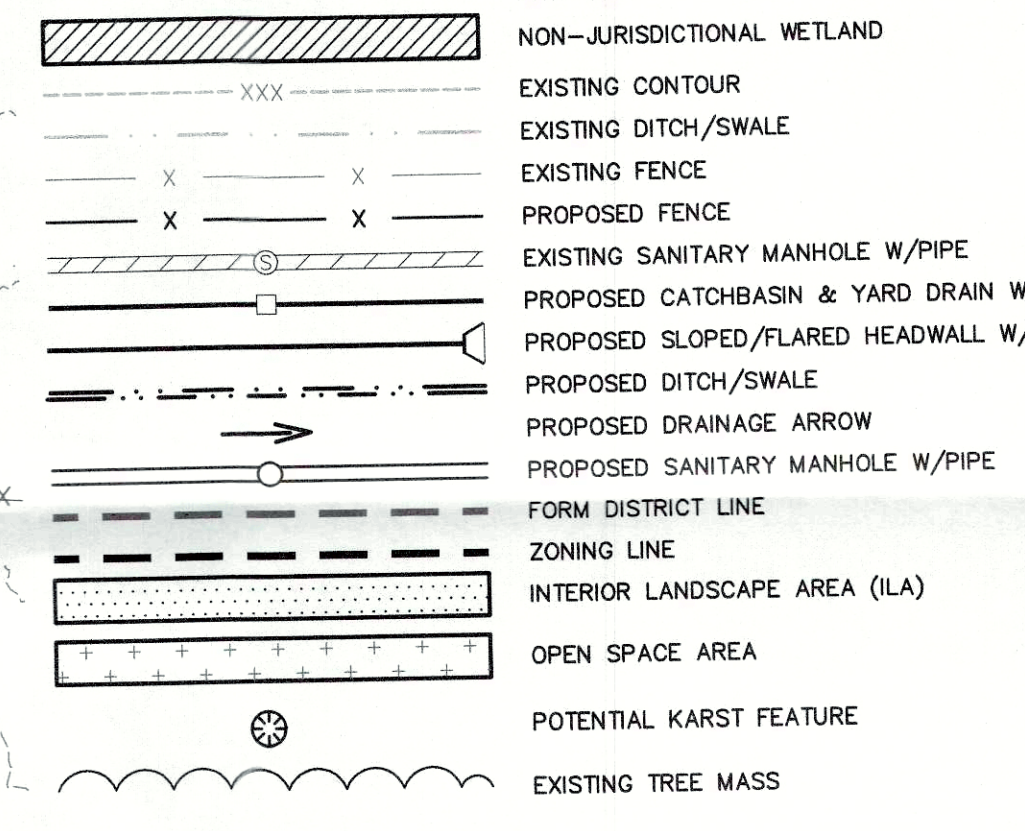 NON-JURISDICTIONAL WETLAND
XXX EXISTING CONTOUR
EXISTING DITCH/SWALE
X X EXISTING FENCE
X X PROPOSED FENCE
S EXISTING SANITARY MANHOLE W/PIPE
PROPOSED CATCHBASIN & YARD DRAIN W
PROPOSED SLOPED/FLARED HEADWALL W/
PROPOSED DITCH/SWALE
PROPOSED DRAINAGE ARROW
PROPOSED SANITARY MANHOLE W/PIPE
FORM DISTRICT LINE
ZONING LINE
INTERIOR LANDSCAPE AREA (ILA)
OPEN SPACE AREA
POTENTIAL KARST FEATURE
EXISTING TREE MASS